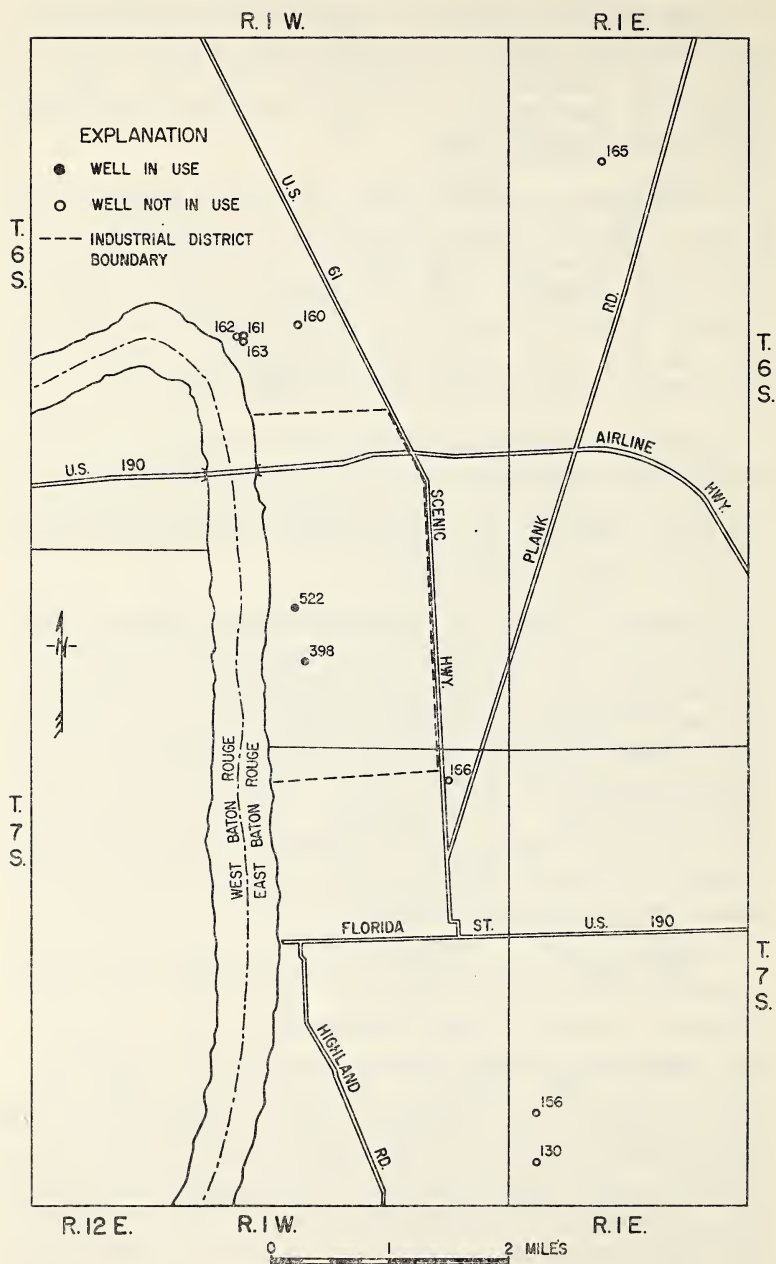 R. 1 W.
R. 1 E.
EXPLANATION
WELL IN USE
WELL NOT IN USE
INDUSTRIAL DISTRICT
BOUNDARY
T.
6
S.
U.S.
61
165
160
162
161
163
RD.
T.
6
S.
AIRLINE
HWY.
U.S. 190
SCENIC
PLANK
522
398
N
HWY.
166
WEST BATON ROUGE
EAST BATON ROUGE
T.
7
S.
FLORIDA ST. U.S. 190
T.
7
S.
HIGHLAND
RD.
156
130
R. 12 E.
R. 1 W.
R. 1 E.
0 1 2 MILES